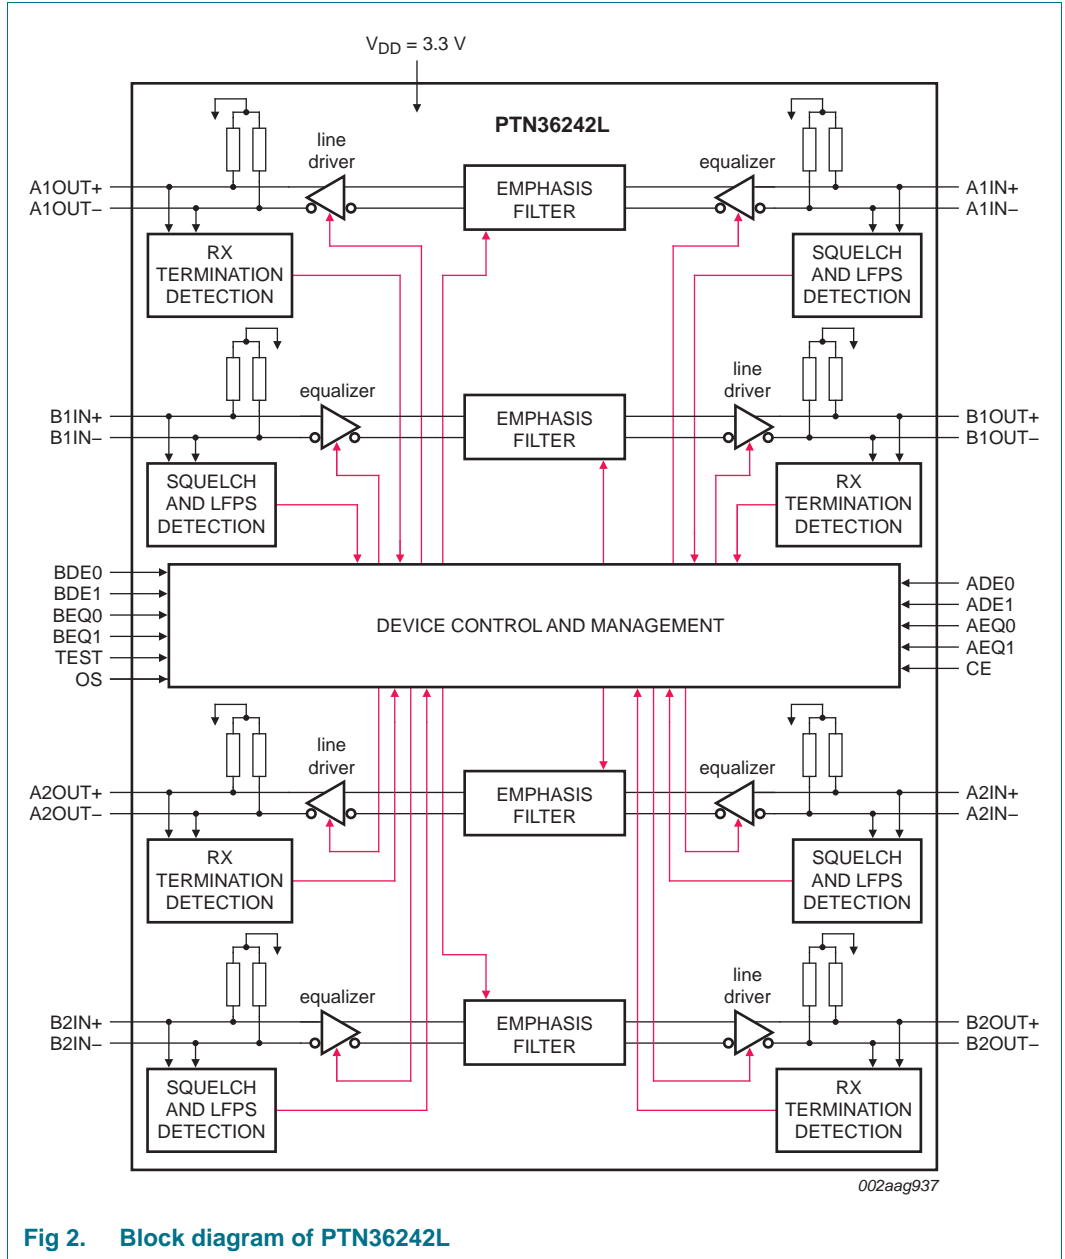 VDD = 3.3 V
PTN36242L
line
driver
equalizer
A1OUT+
A1OUT−
EMPHASIS
FILTER
A1IN+
A1IN−
RX
TERMINATION
DETECTION
SQUELCH
AND LFPS
DETECTION
equalizer
line
driver
B1IN+
B1IN−
EMPHASIS
FILTER
B1OUT+
B1OUT−
SQUELCH
AND LFPS
DETECTION
RX
TERMINATION
DETECTION
BDE0
BDE1
BEQ0
BEQ1
TEST
OS
DEVICE CONTROL AND MANAGEMENT
ADE0
ADE1
AEQ0
AEQ1
CE
line
driver
equalizer
A2OUT+
A2OUT−
EMPHASIS
FILTER
A2IN+
A2IN−
RX
TERMINATION
DETECTION
SQUELCH
AND LFPS
DETECTION
equalizer
line
driver
B2IN+
B2IN−
EMPHASIS
FILTER
B2OUT+
B2OUT−
SQUELCH
AND LFPS
DETECTION
RX
TERMINATION
DETECTION
002aag937
Fig 2. Block diagram of PTN36242L